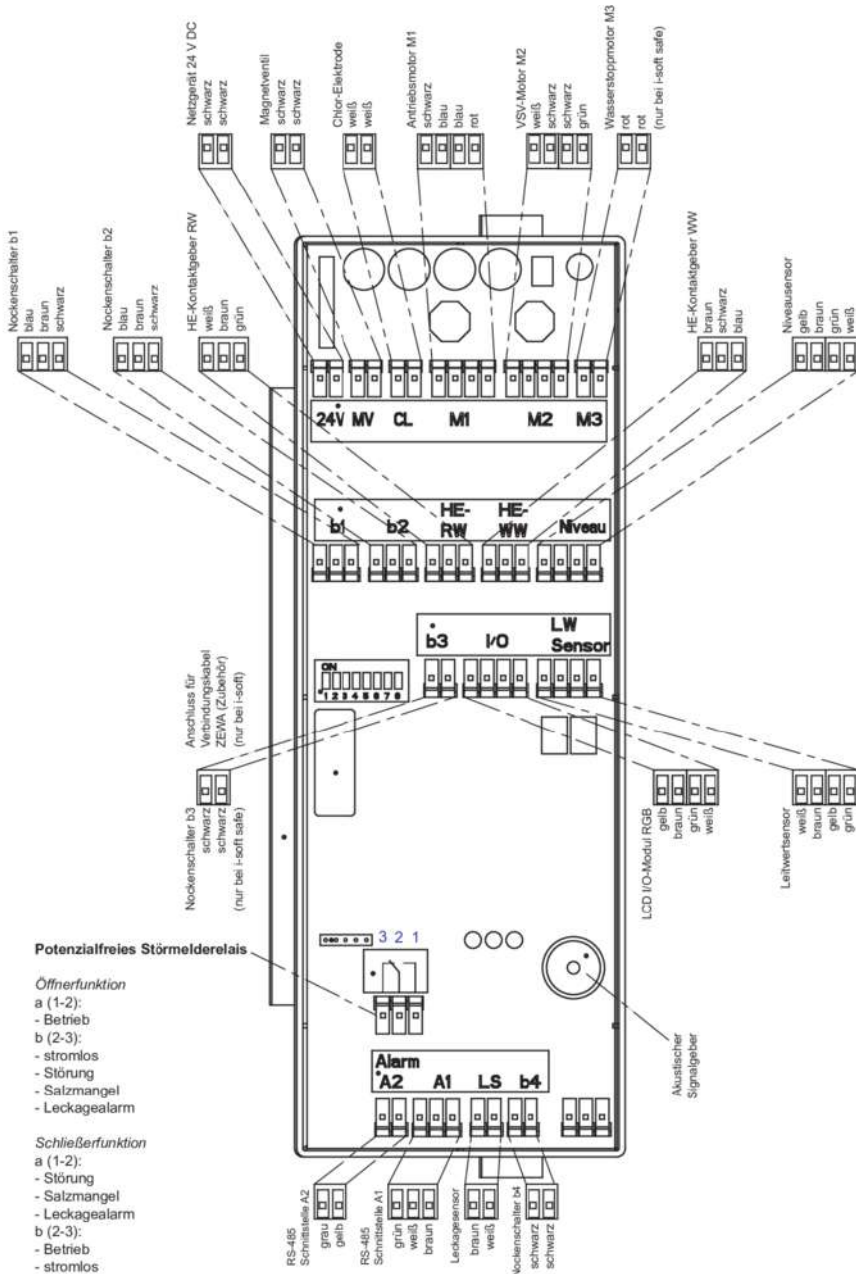 Netzgerät 24 V DC
schwarz
schwarz
Magnetventil
schwarz
schwarz
Chlor-Elektrode
weiß
weiß
Antriebsmotor M1
schwarz
blau
blau
rot
VSV-Motor M2
weiß
schwarz
schwarz
grün
Wasserstoppmotor M3
rot
rot
(nur bei i-soft safe)
Nockenschalter b1
blau
braun
schwarz
Nockenschalter b2
blau
braun
schwarz
HE-Kontaktgeber RW
weiß
braun
grün
HE-Kontaktgeber WW
braun
schwarz
blau
Niveausensor
gelb
braun
grün
weiß
24V MV CL M1 M2 M3
b1 b2 HE-RW HE-WW Niveau
b3 I/O LW Sensor
ON
1 2 3 4 5 6 7 8
Anschluss für
Verbindungskabel
ZEWA (Zubehör)
(nur bei i-soft)
Nockenschalter b3
schwarz
schwarz
(nur bei i-soft safe)
LCD I/O-Modul RGB
gelb
braun
grün
weiß
Leitwertsensor
weiß
braun
gelb
grün
3 2 1
Potenzialfreies Störmelderelais
Öffnerfunktion
a (1-2):
- Betrieb
b (2-3):
- stromlos
- Störung
- Salzmangel
- Leckagealarm
Schließerfunktion
a (1-2):
- Störung
- Salzmangel
- Leckagealarm
b (2-3):
- Betrieb
- stromlos
Akustischer
Signalgeber
Alarm
A2 A1 LS b4
RS-485
Schnittstelle A2
grau
gelb
RS-485
Schnittstelle A1
grün
weiß
braun
Leckagesensor
braun
weiß
Nockenschalter b4
schwarz
schwarz